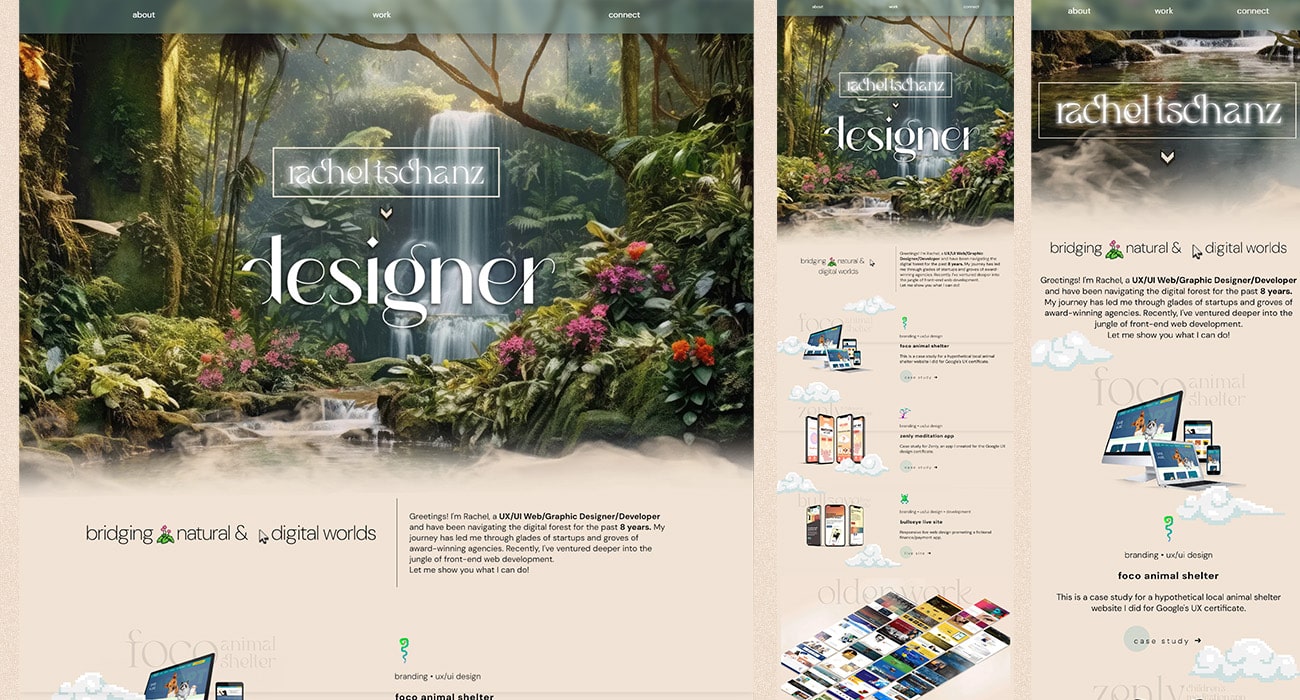 about work connect
rachel tschanz
designer
bridging natural & digital worlds
Greetings! I'm Rachel, a UX/UI Web/Graphic Designer/Developer
and have been navigating the digital forest for the past 8 years. My
journey has led me through glades of startups and groves of
award-winning agencies. Recently, I've ventured deeper into the
jungle of front-end web development.
Let me show you what I can do!
foco animal
shelter
branding • ux/ui design
foco animal shelter
about work connect
rachel tschanz
designer
bridging natural &
digital worlds
Greetings! I'm Rachel, a UX/UI Web/Graphic
Designer/Developer and have been navigating the
digital forest for the past 8 years. My journey has led
me through glades of startups and groves of award-
winning agencies. Recently, I've ventured deeper into
the jungle of front-end web development.
Let me show you what I can do!
foco animal
shelter
branding • ux/ui design
foco animal shelter
This is a case study for a hypothetical local animal
shelter website I did for Google's UX certificate.
case study →
zenly
branding • ux/ui design
zenly meditation app
Case study for Zenly, an app I created for the Google UX
design certificate.
case study →
bullseye
branding • ux/ui design • development
bullseye live site
Responsive live web design promoting a fictional
finance/payment app.
live site →
older work
about work connect
rachel tschanz
bridging natural & digital worlds
Greetings! I'm Rachel, a UX/UI Web/Graphic Designer/Developer
and have been navigating the digital forest for the past 8 years.
My journey has led me through glades of startups and groves of
award-winning agencies. Recently, I've ventured deeper into the
jungle of front-end web development.
Let me show you what I can do!
foco animal
shelter
branding • ux/ui design
foco animal shelter
This is a case study for a hypothetical local animal shelter
website I did for Google's UX certificate.
case study →
zenly